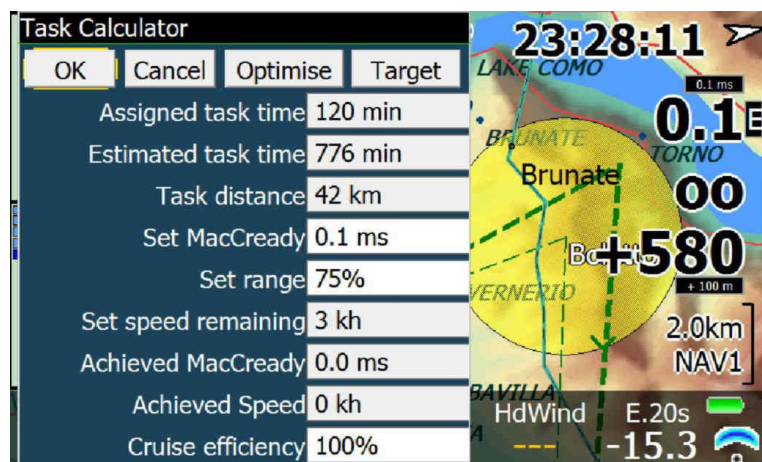 Task Calculator
OK Cancel Optimise Target
Assigned task time 120 min
Estimated task time 776 min
Task distance 42 km
Set MacCready 0.1 ms
Set range 75%
Set speed remaining 3 kh
Achieved MacCready 0.0 ms
Achieved Speed 0 kh
Cruise efficiency 100%
23:28:11
LAKE COMO
0.1 ms
0.1
BRUNATE
TORNO
Brunate
oo
+580
+ 100 m
VERNERIO
2.0km
NAV1
BAVILLA
HdWind E.20s
--- -15.3